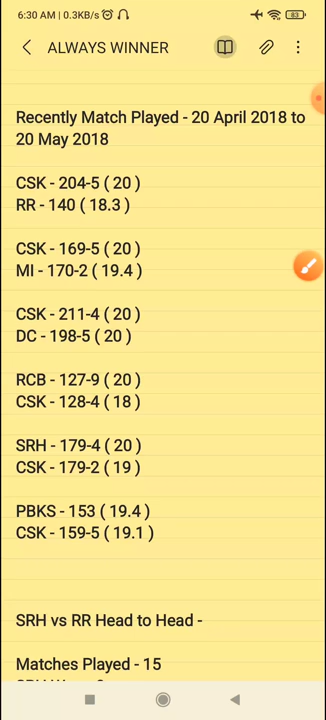 6:30 AM | 0.3KB/s
83
ALWAYS WINNER
Recently Match Played - 20 April 2018 to
20 May 2018
CSK - 204-5 ( 20 )
RR - 140 ( 18.3 )
CSK - 169-5 ( 20 )
MI - 170-2 ( 19.4 )
CSK - 211-4 ( 20 )
DC - 198-5 ( 20 )
RCB - 127-9 ( 20 )
CSK - 128-4 ( 18 )
SRH - 179-4 ( 20 )
CSK - 179-2 ( 19 )
PBKS - 153 ( 19.4 )
CSK - 159-5 ( 19.1 )
SRH vs RR Head to Head -
Matches Played - 15